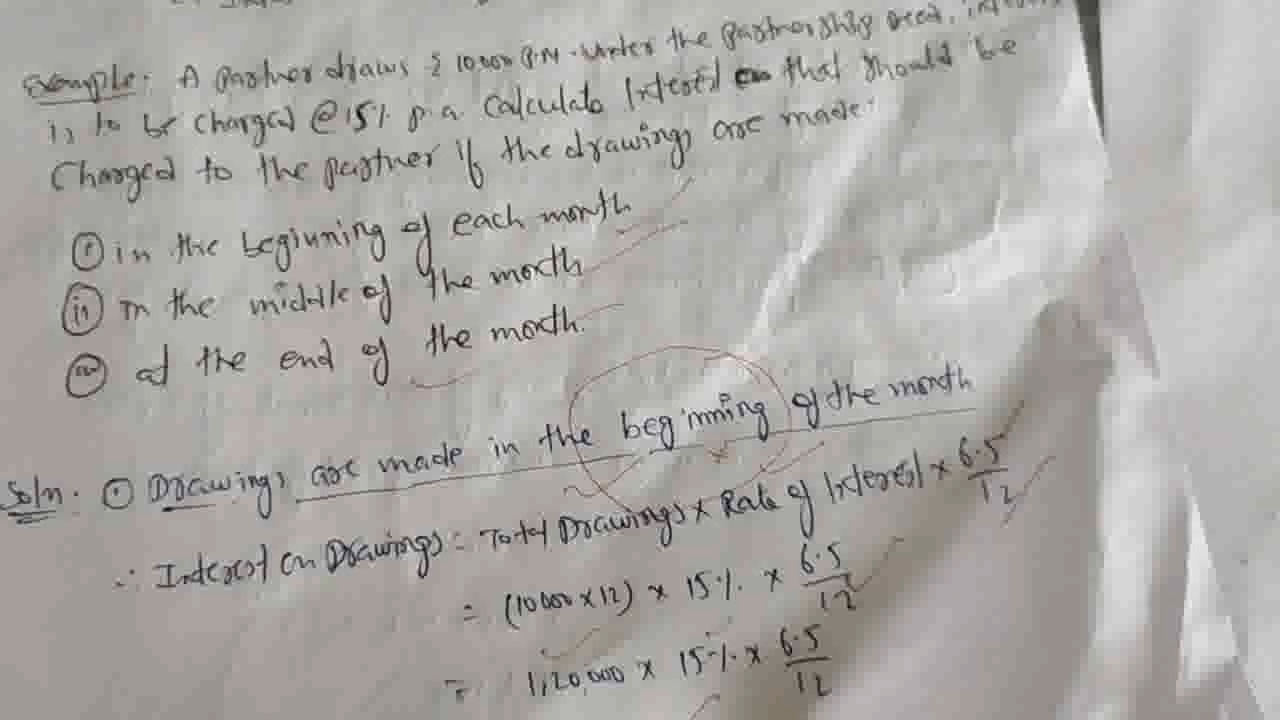 Example: A partner draws ₹ 10000 P.M. Under the partnership deed,
is to be charged @ 15% p.a. Calculate Interest on that should be
Charged to the partner if the drawings are made.
(i) in the beginning of each month
(ii) in the middle of the month
(iii) at the end of the month.
Soln. (i) Drawings are made in the beginning of the month
∴ Interest on Drawings = Total Drawings x Rate of Interest x 6.5/12
= (10000 x 12) x 15% x 6.5/12
= 1,20,000 x 15% x 6.5/12